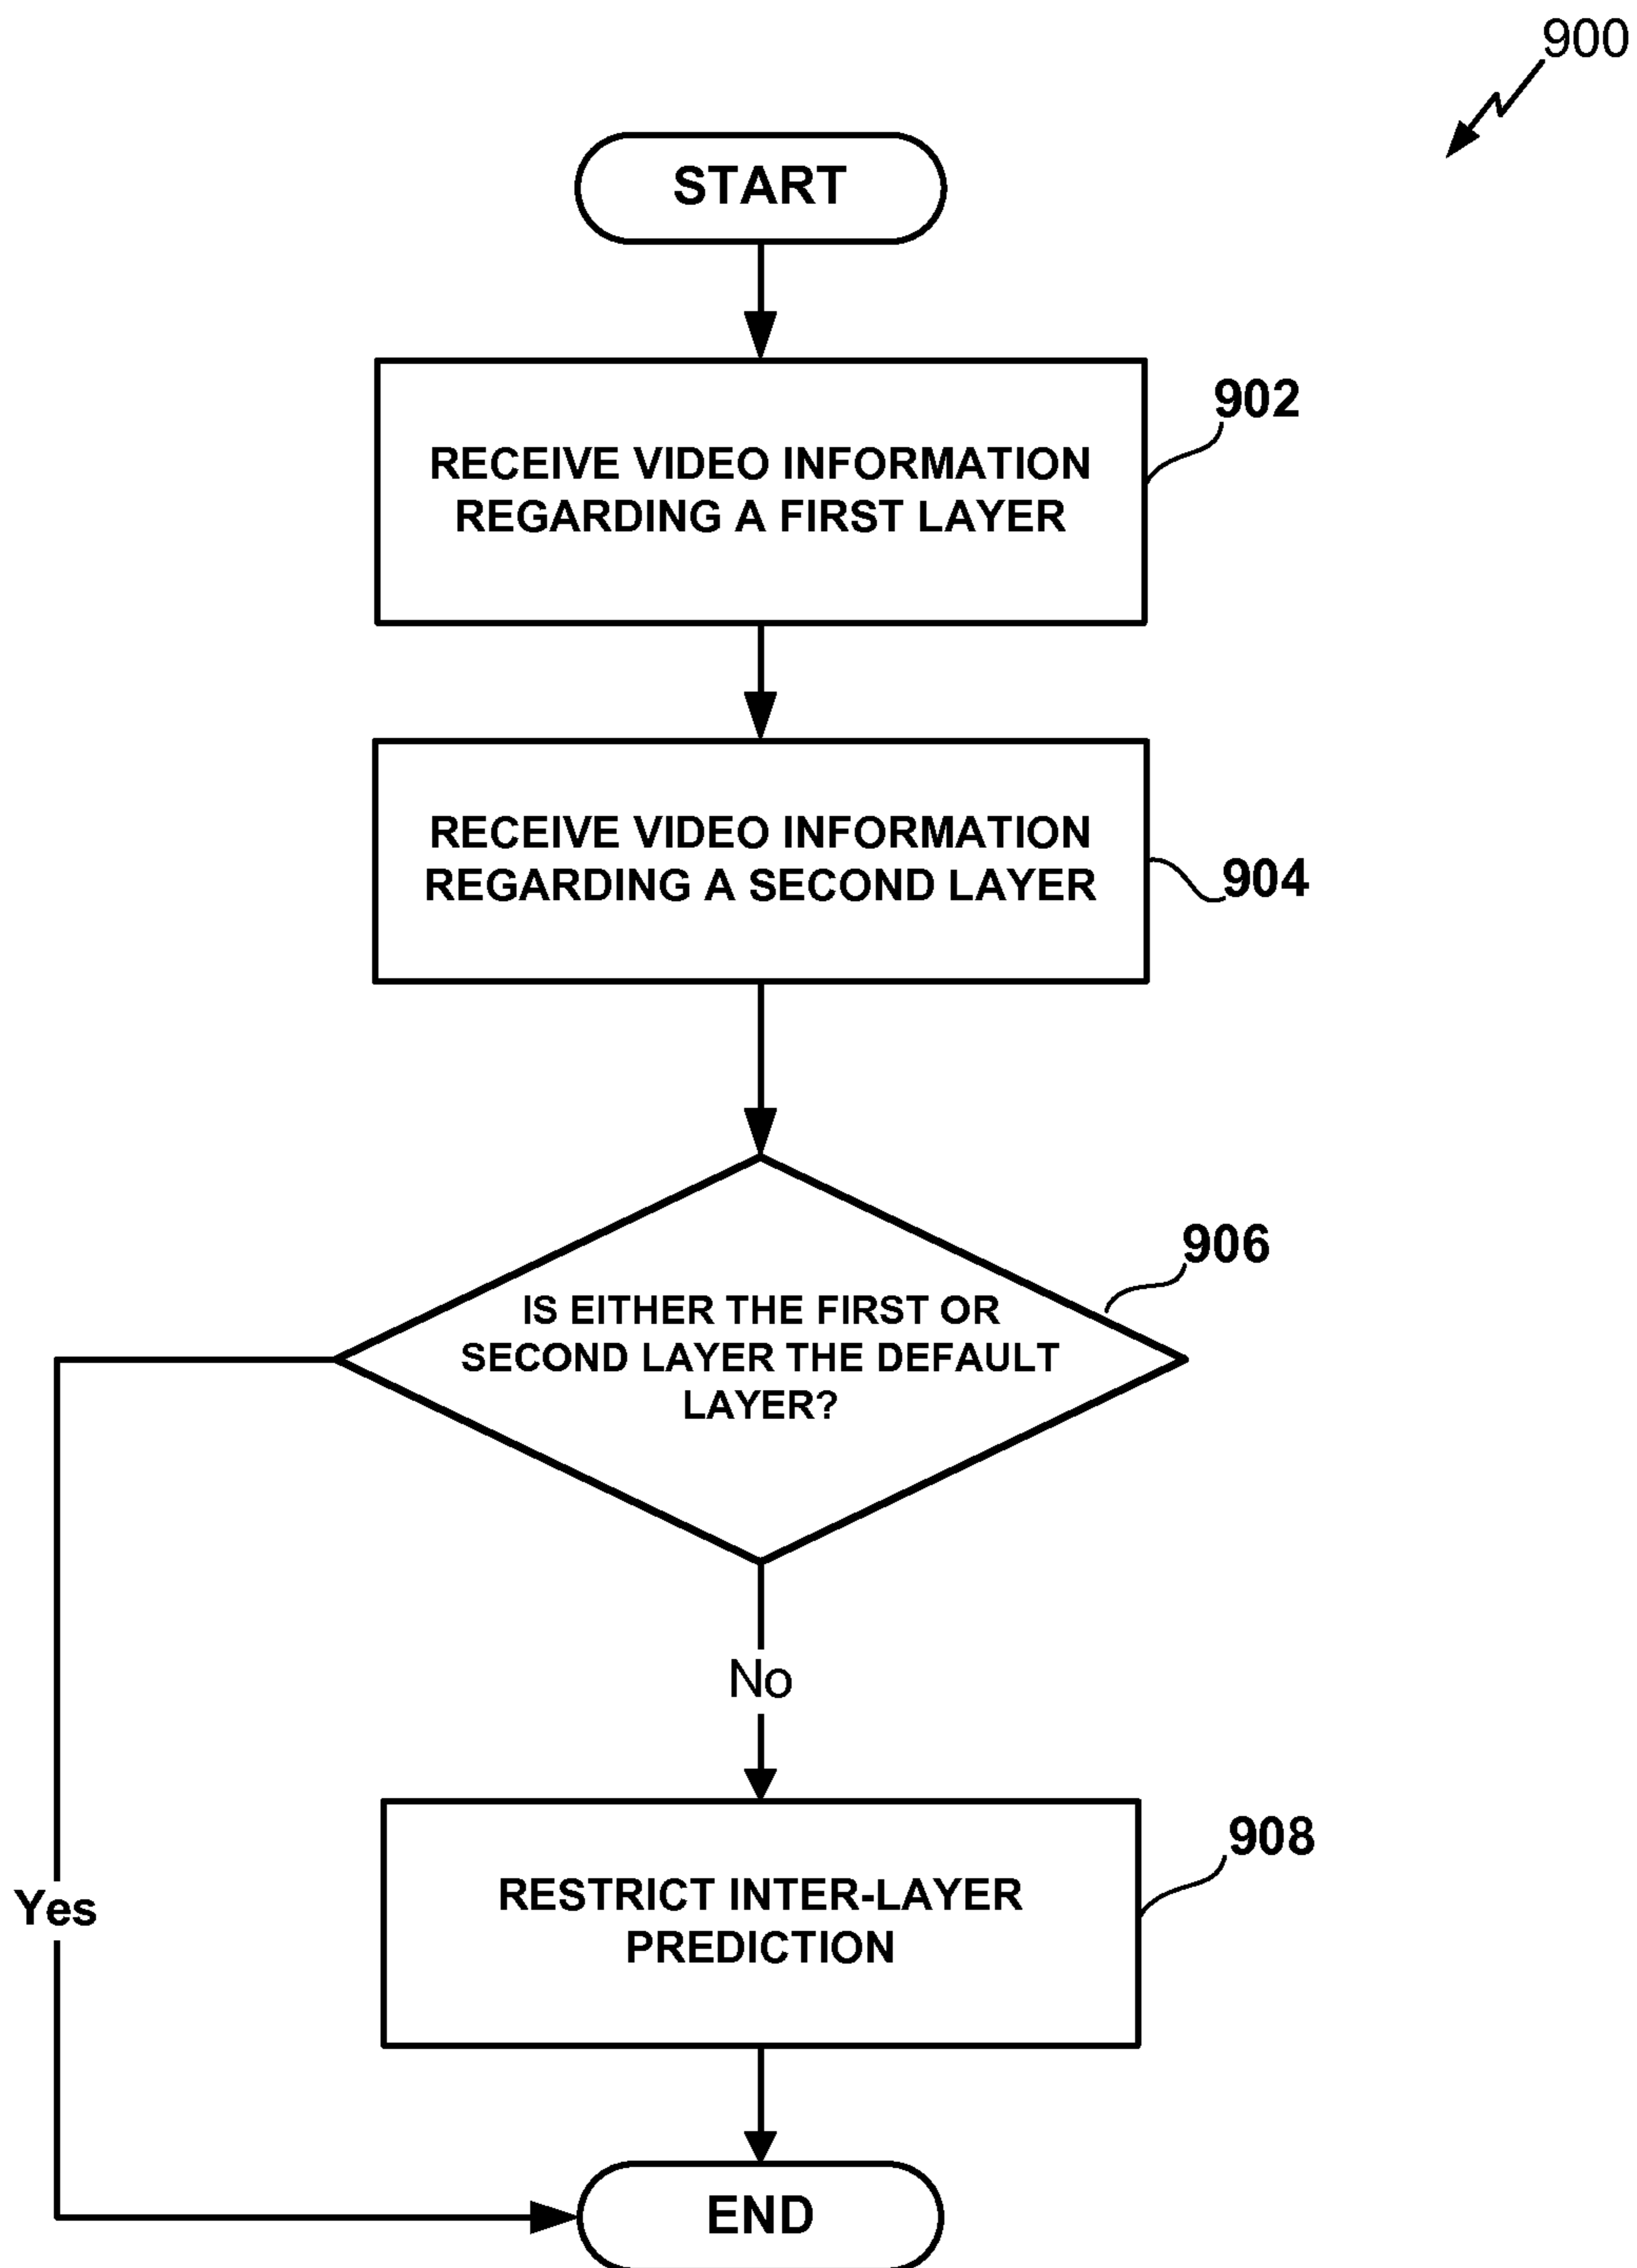 900
START
RECEIVE VIDEO INFORMATION
REGARDING A FIRST LAYER
902
RECEIVE VIDEO INFORMATION
REGARDING A SECOND LAYER
904
906
IS EITHER THE FIRST OR
SECOND LAYER THE DEFAULT
LAYER?
No
908
RESTRICT INTER-LAYER
PREDICTION
Yes
END